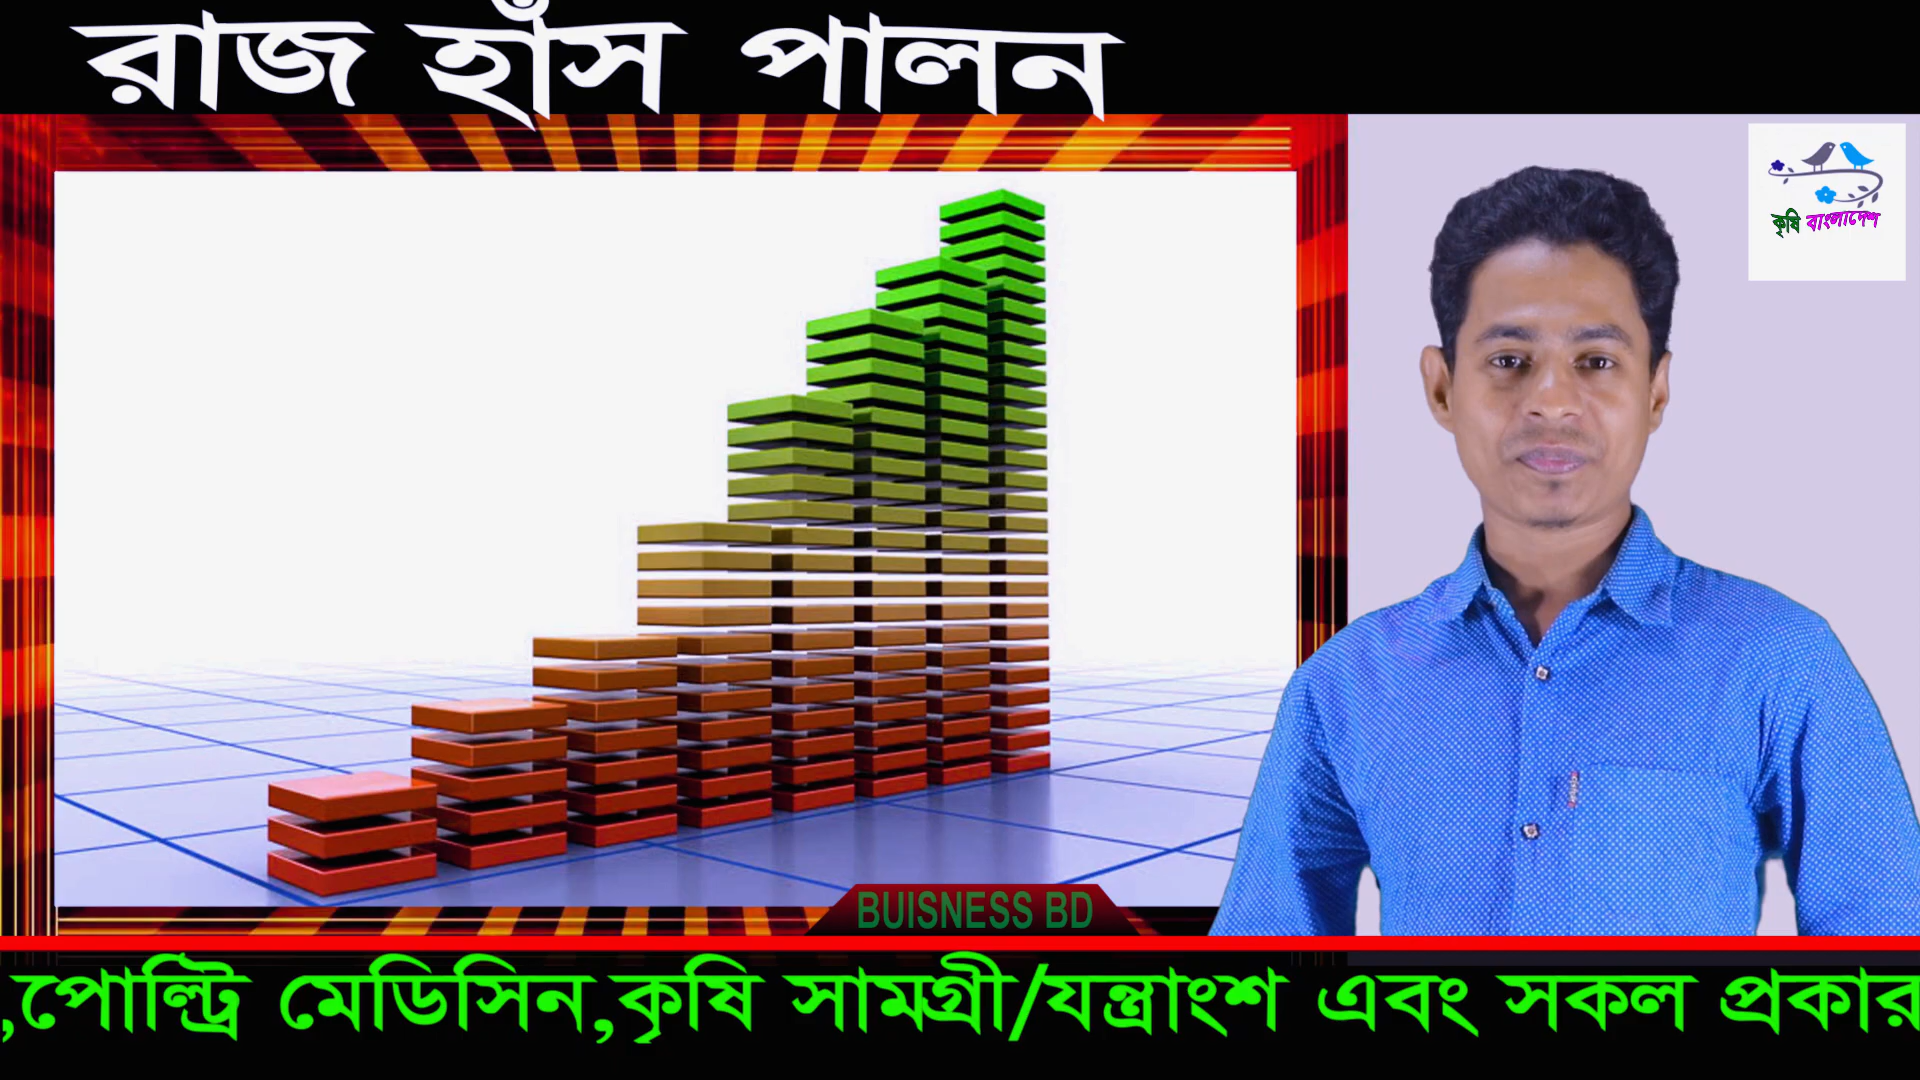 রাজ হাঁস পালন
কৃষি বাংলাদেশ
BUISNESS BD
,পোল্ট্রি মেডিসিন,কৃষি সামগ্রী/যন্ত্রাংশ এবং সকল প্রকার